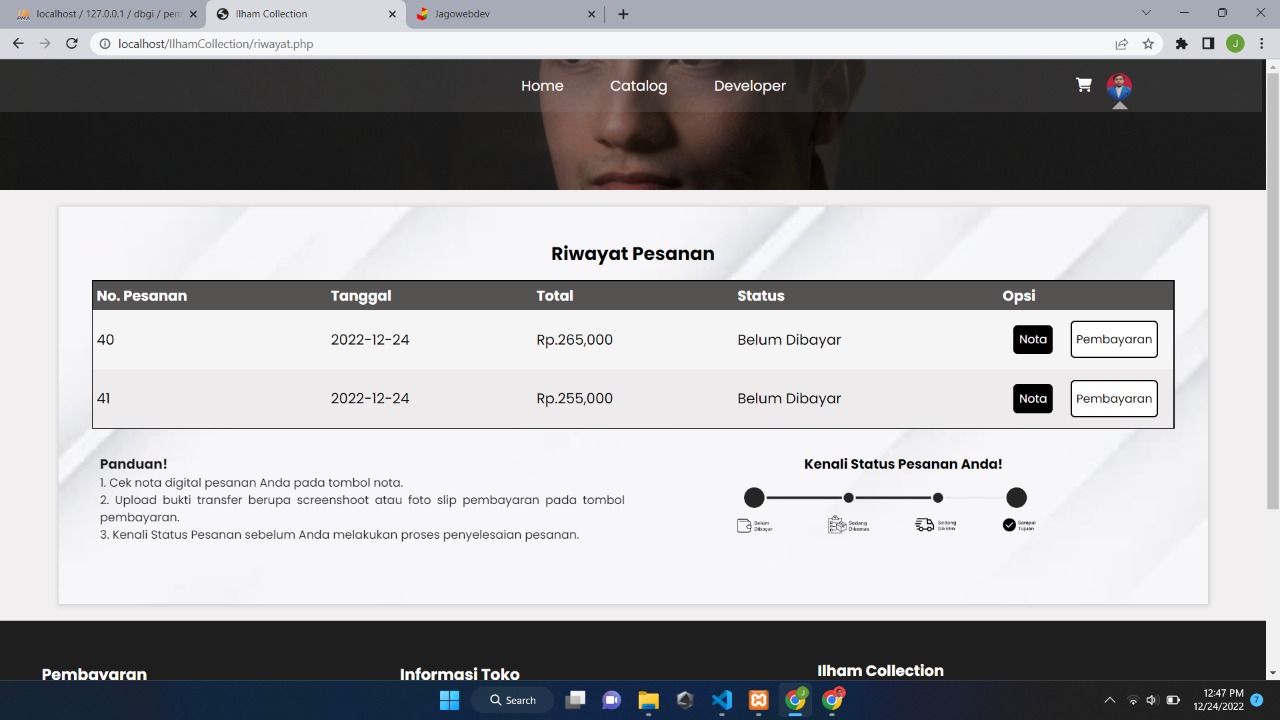 localhost / 127.0.0.1 / dbgi / pem
Ilham Collection
Jagowebdev
localhost/IlhamCollection/riwayat.php
J
Home Catalog Developer
Riwayat Pesanan
No. Pesanan Tanggal Total Status Opsi
40 2022-12-24 Rp.265,000 Belum Dibayar Nota Pembayaran
41 2022-12-24 Rp.255,000 Belum Dibayar Nota Pembayaran
Panduan!
1. Cek nota digital pesanan Anda pada tombol nota.
2. Upload bukti transfer berupa screenshoot atau foto slip pembayaran pada tombol
pembayaran.
3. Kenali Status Pesanan sebelum Anda melakukan proses penyelesaian pesanan.
Kenali Status Pesanan Anda!
Belum Dibayar
Sedang Dikemas
Sedang Dikirim
Sampai Tujuan
Pembayaran Informasi Toko Ilham Collection
Search
12:47 PM
12/24/2022
7